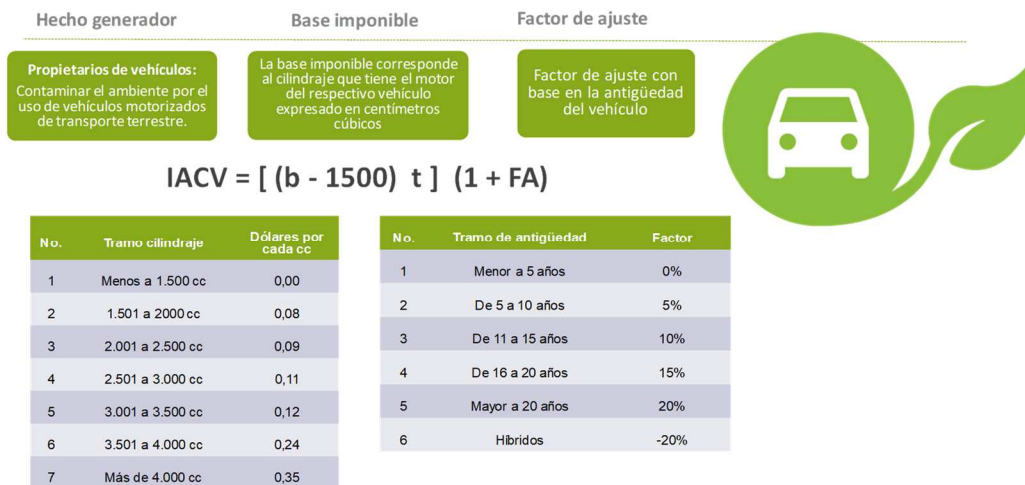 Hecho generador
Base imponible
Factor de ajuste
Propietarios de vehículos:
Contaminar el ambiente por el
uso de vehículos motorizados
de transporte terrestre.
La base imponible corresponde
al cilindraje que tiene el motor
del respectivo vehículo
expresado en centímetros
cúbicos
Factor de ajuste con
base en la antigüedad
del vehículo
IACV = [ (b - 1500) t ] (1 + FA)
No. Tramo cilindraje Dólares por cada cc
1 Menos a 1.500 cc 0,00
2 1.501 a 2000 cc 0,08
3 2.001 a 2.500 cc 0,09
4 2.501 a 3.000 cc 0,11
5 3.001 a 3.500 cc 0,12
6 3.501 a 4.000 cc 0,24
7 Más de 4.000 cc 0,35
No. Tramo de antigüedad Factor
1 Menor a 5 años 0%
2 De 5 a 10 años 5%
3 De 11 a 15 años 10%
4 De 16 a 20 años 15%
5 Mayor a 20 años 20%
6 Híbridos -20%